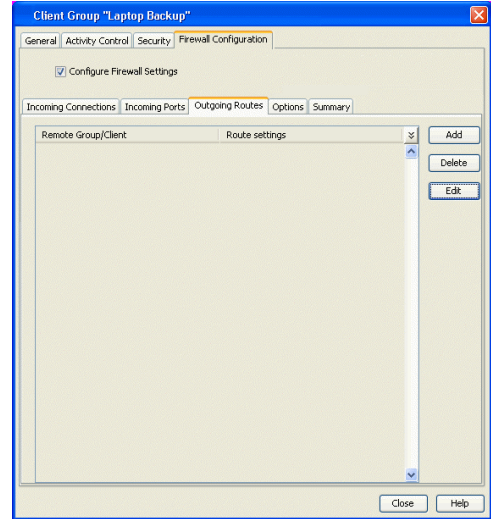 Client Group "Laptop Backup"
General Activity Control Security Firewall Configuration
Configure Firewall Settings
Incoming Connections Incoming Ports Outgoing Routes Options Summary
Remote Group/Client Route settings Add
Delete
Edit
Close Help